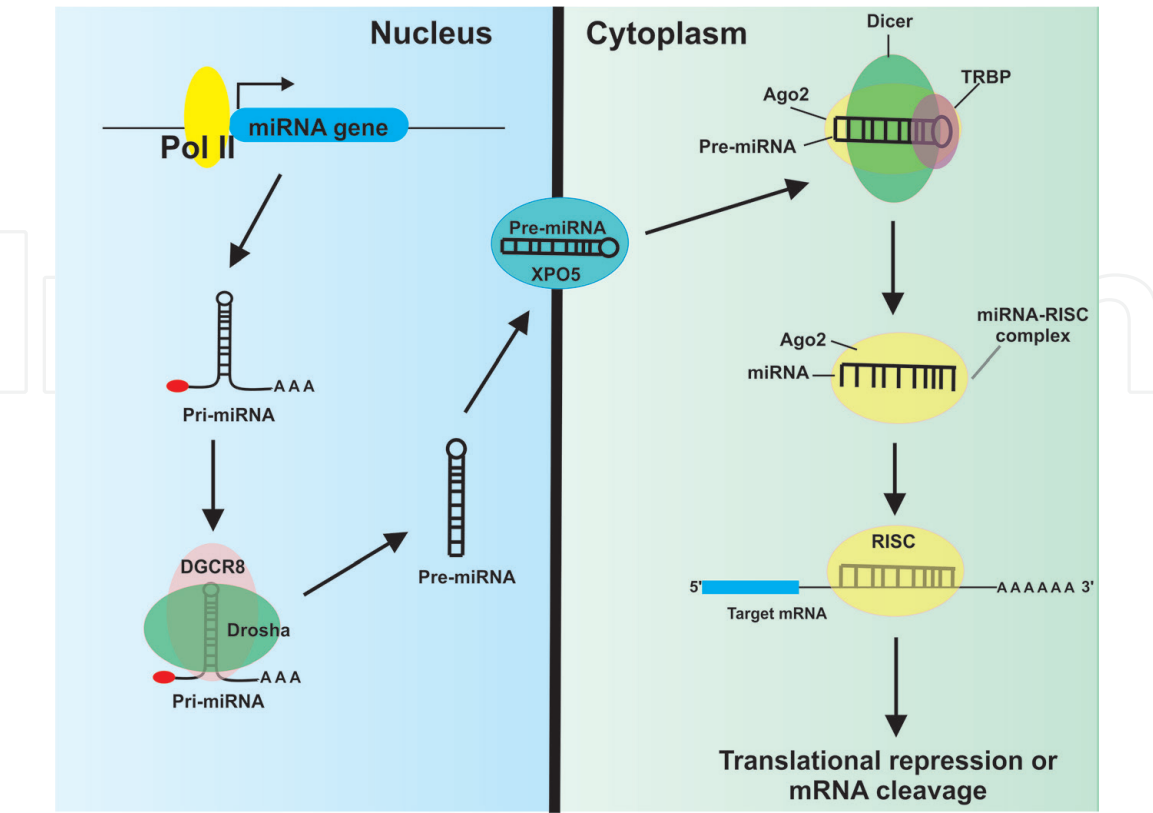 Nucleus
Cytoplasm
Pol II
miRNA gene
Pri-miRNA
A A A
DGCR8
Drosha
A A A
Pri-miRNA
Pre-miRNA
Pre-miRNA
XPO5
Dicer
TRBP
Ago2
Pre-miRNA
Ago2
miRNA
miRNA-RISC
complex
RISC
5'
Target mRNA
AAAAAA 3'
Translational repression or
mRNA cleavage